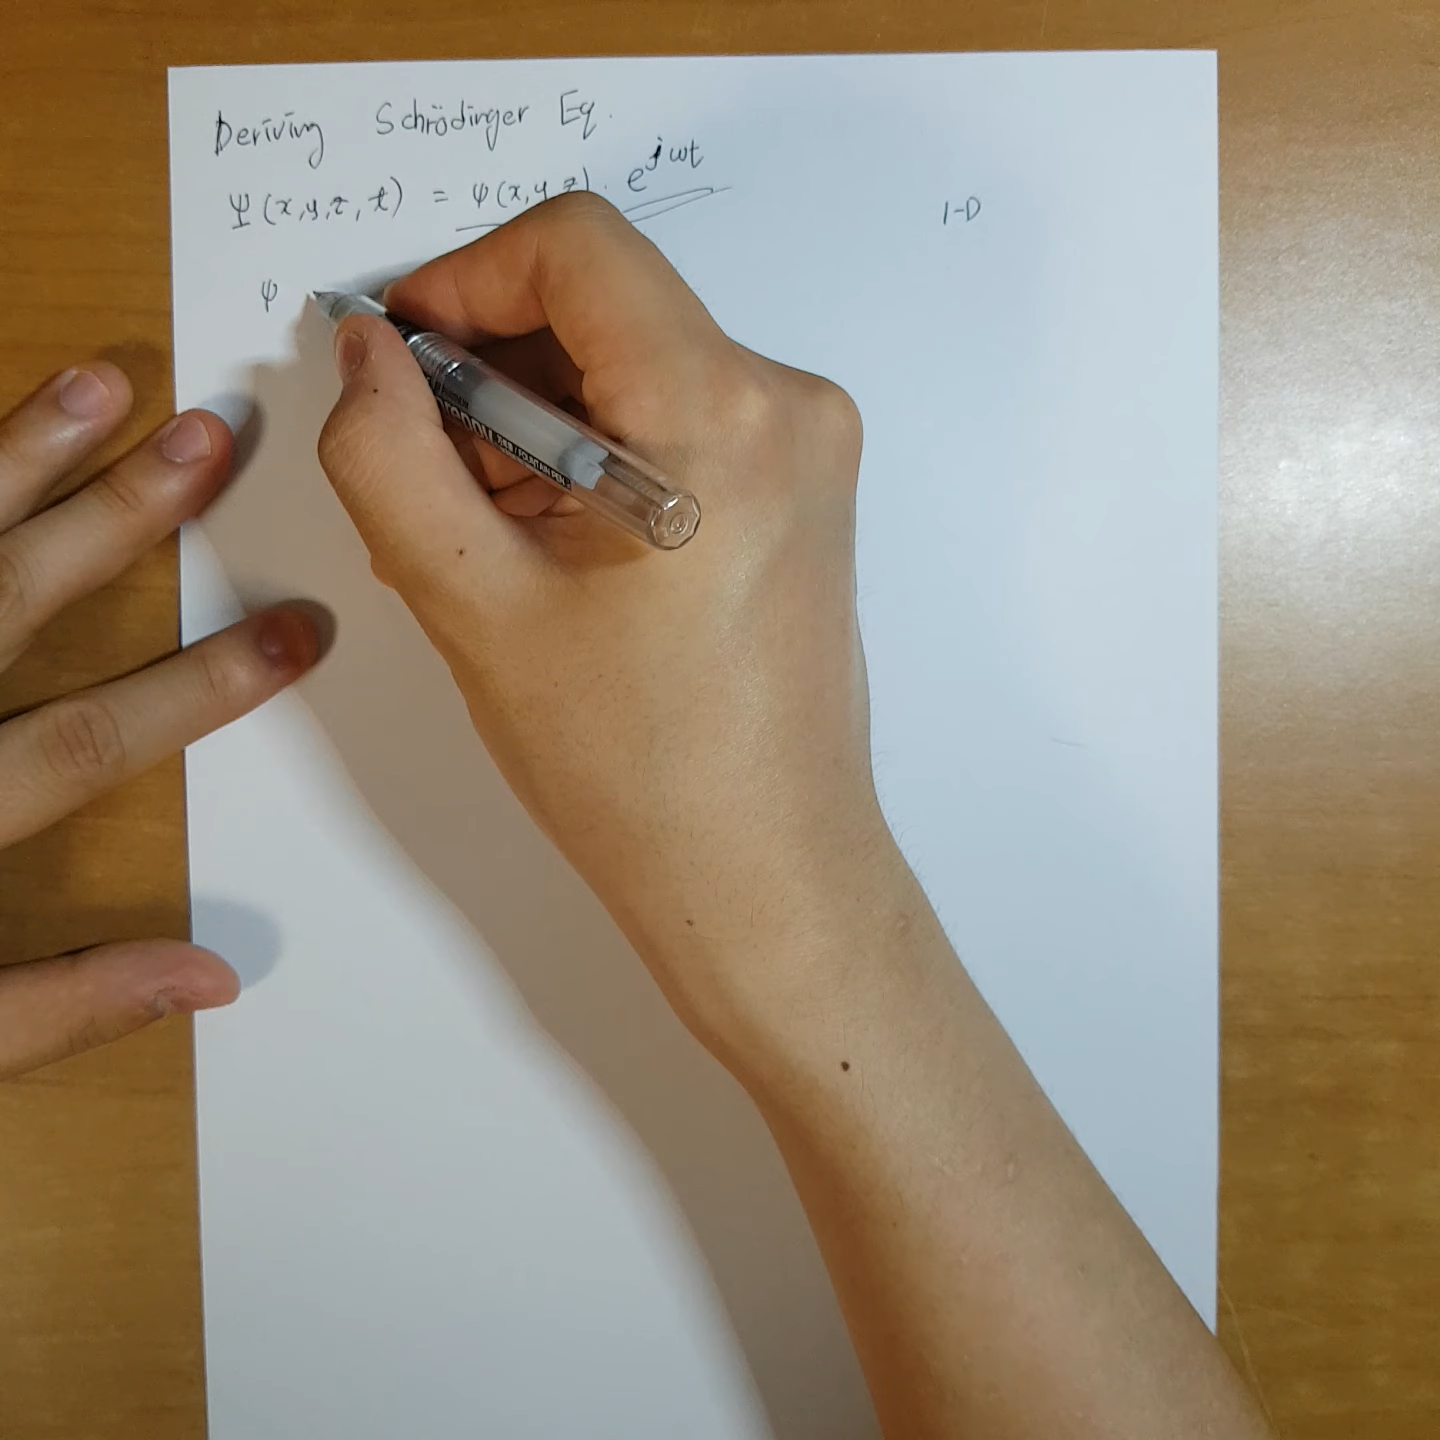 Deriving Schrödinger Eq.
Ψ(x,y,z,t) = ψ(x,y,z) · e^jωt
1-D
ψ